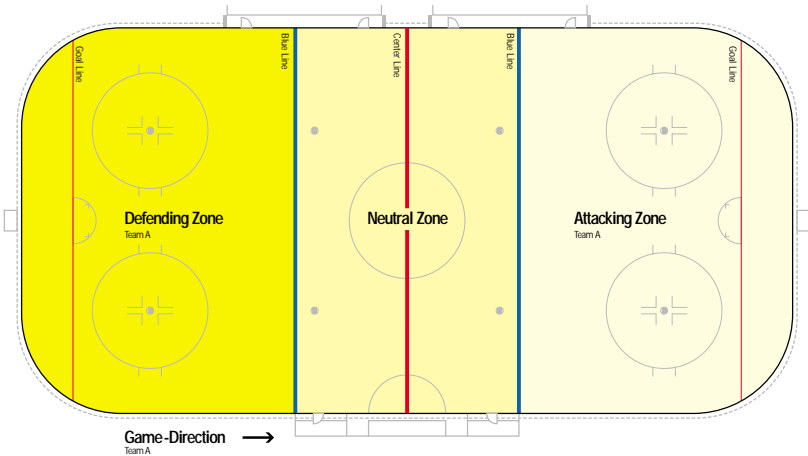 Goal Line
Blue Line
Center Line
Blue Line
Goal Line
Defending Zone
Team A
Neutral Zone
Attacking Zone
Team A
Game-Direction
Team A